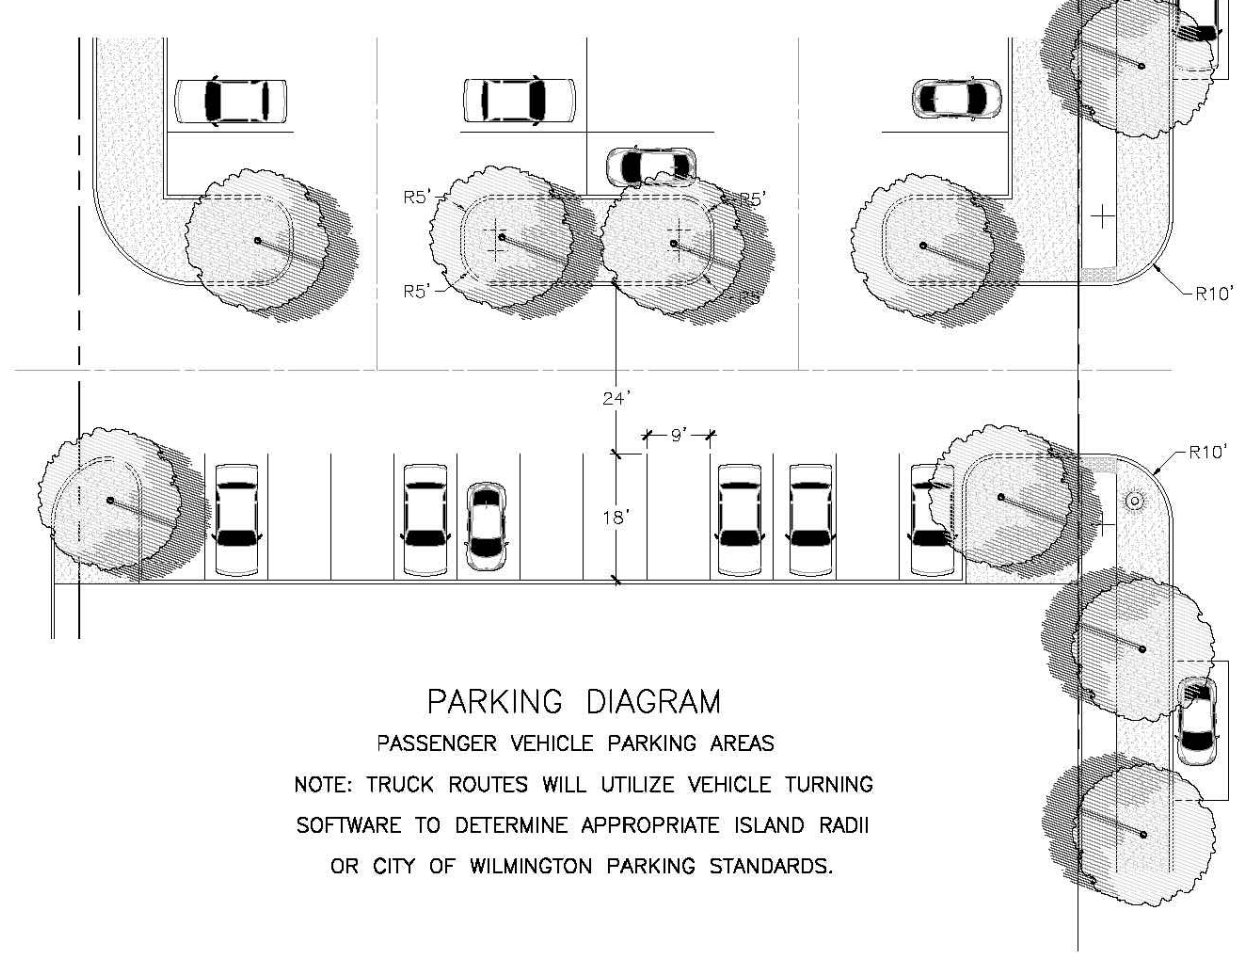 R5'
R5'
R5'
R5'
R10'
24'
9'
R10'
18'
PARKING DIAGRAM
PASSENGER VEHICLE PARKING AREAS
NOTE: TRUCK ROUTES WILL UTILIZE VEHICLE TURNING
SOFTWARE TO DETERMINE APPROPRIATE ISLAND RADII
OR CITY OF WILMINGTON PARKING STANDARDS.